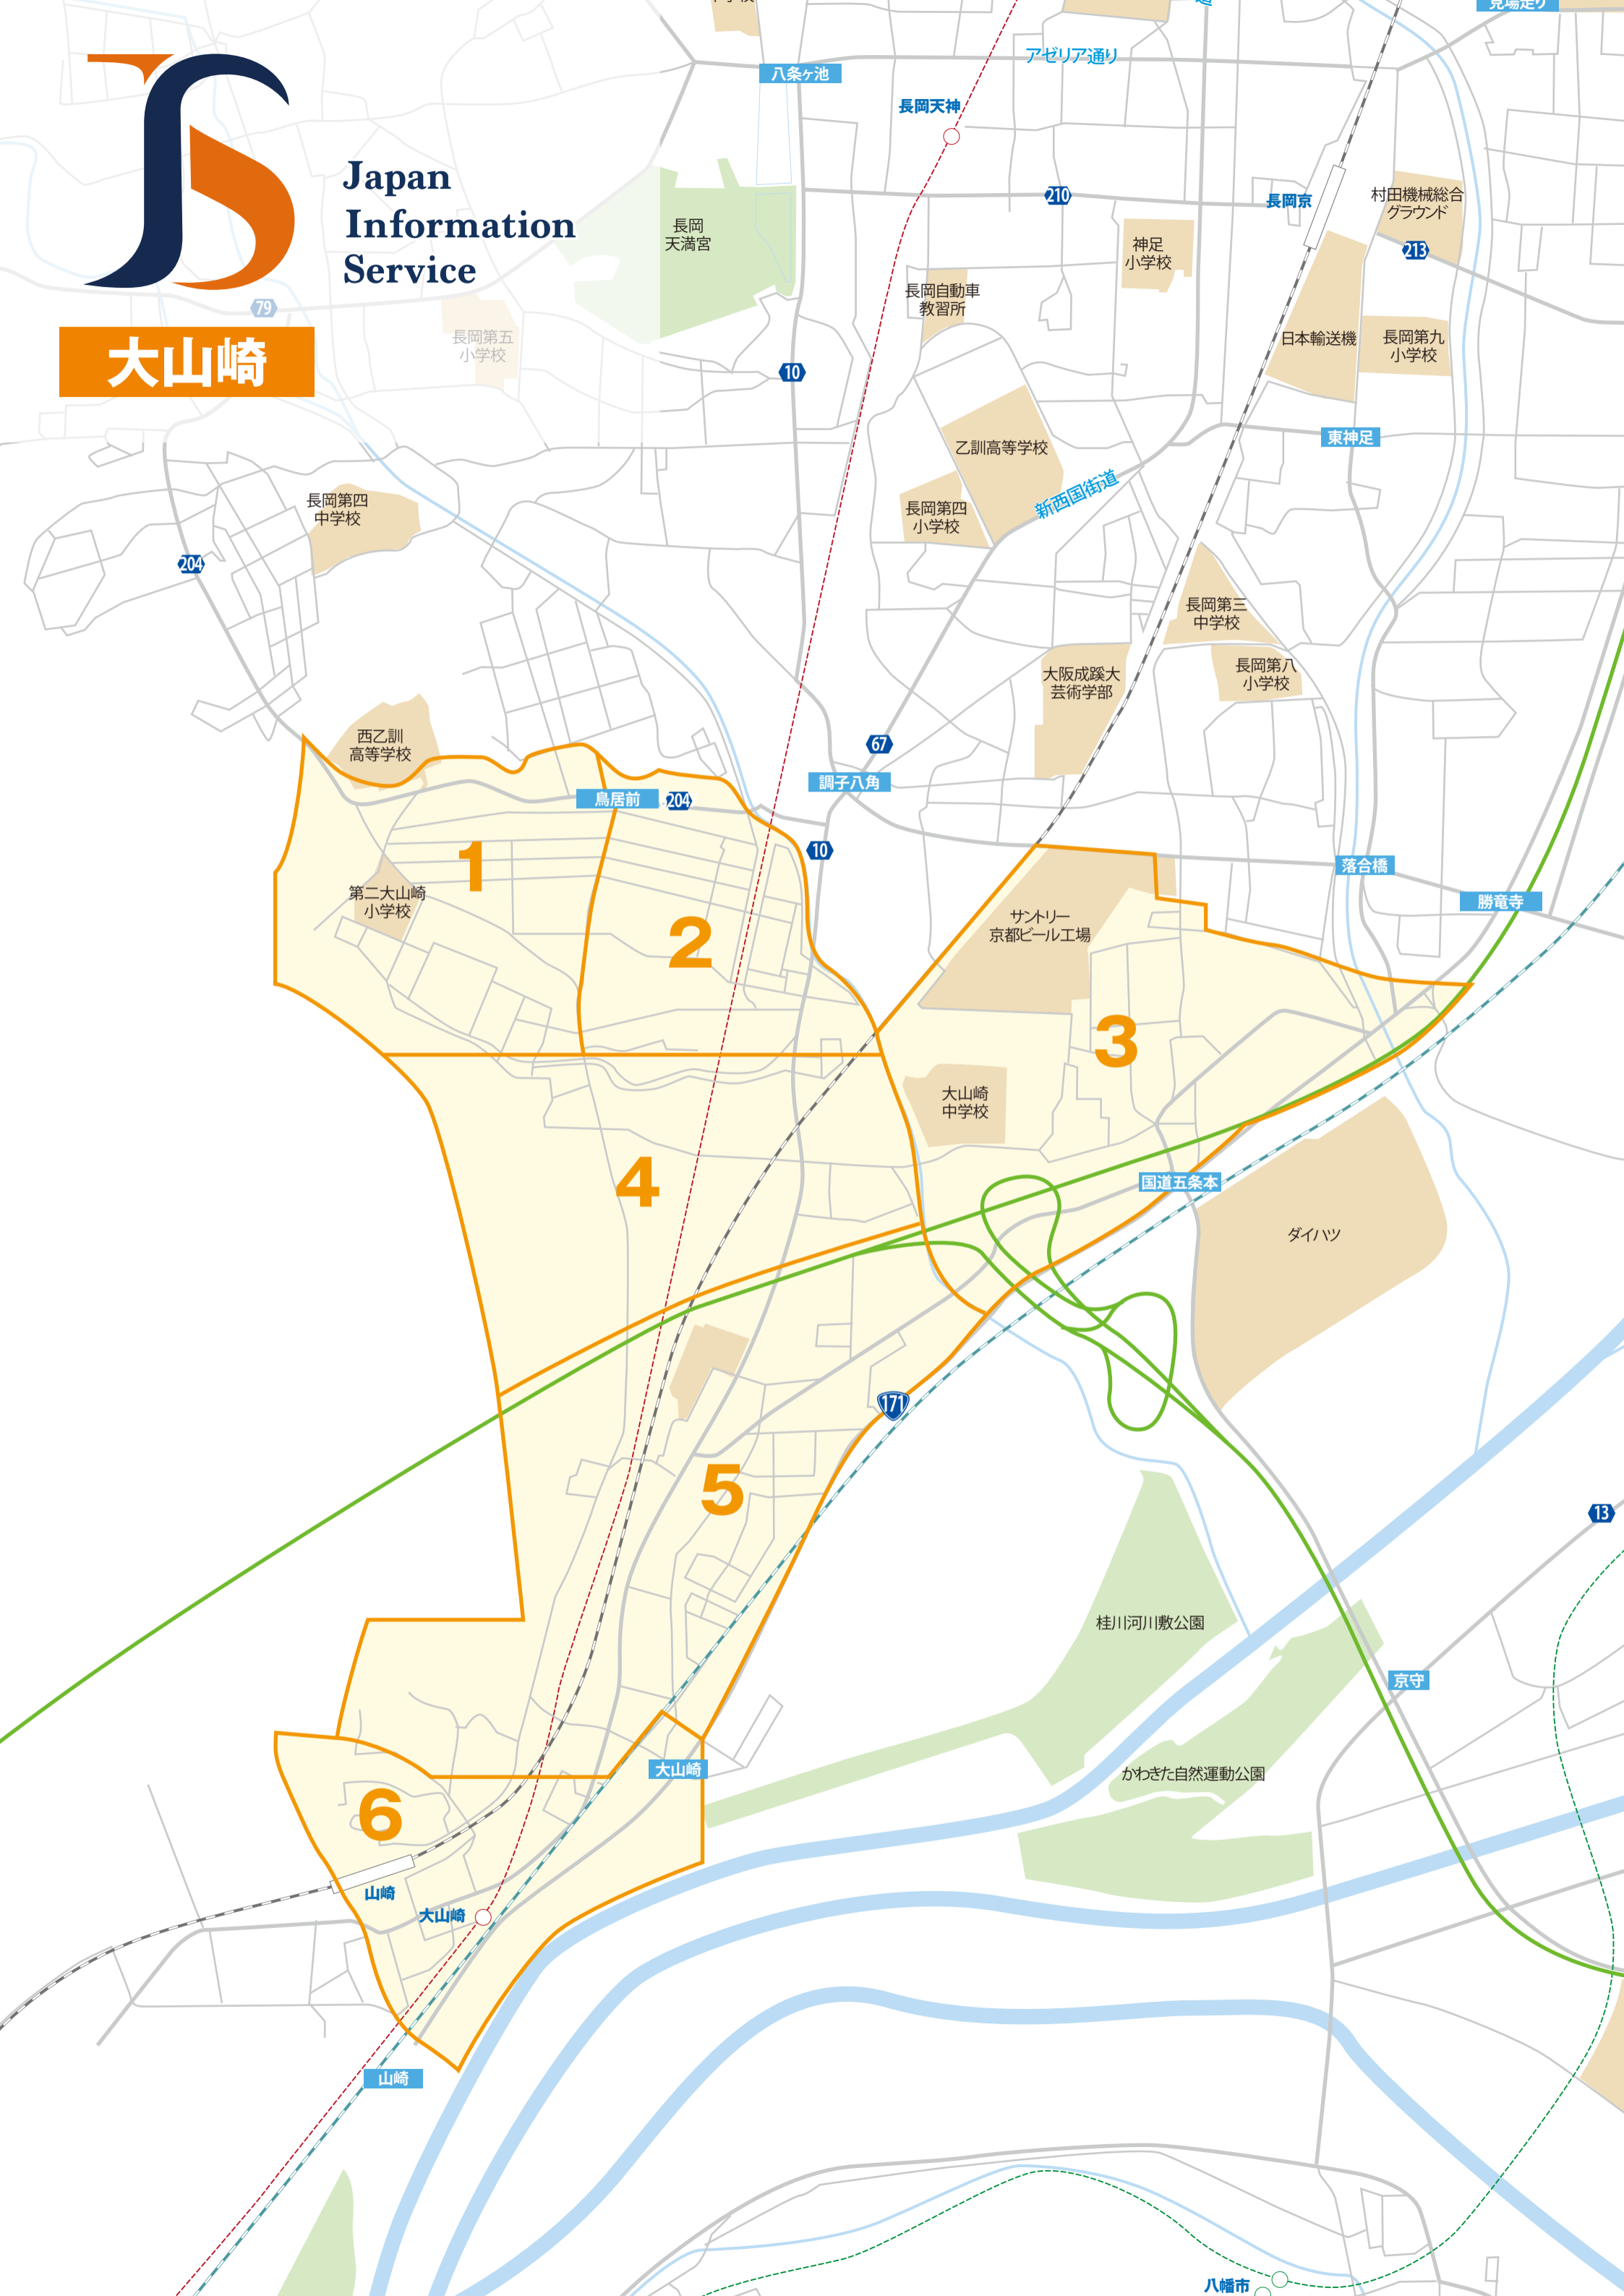 見場走り
アゼリア通り
八条ヶ池
長岡天神
Japan
Information
Service
210
長岡京
村田機械総合
グラウンド
213
長岡
天満宮
神足
小学校
79
長岡自動車
教習所
長岡第五
小学校
日本輸送機
長岡第九
小学校
大山崎
10
東神足
乙訓高等学校
長岡第四
中学校
長岡第四
小学校
新西国街道
204
長岡第三
中学校
大阪成蹊大
芸術学部
長岡第八
小学校
西乙訓
高等学校
67
調子八角
鳥居前
204
10
落合橋
1
第二大山崎
小学校
勝竜寺
サントリー
京都ビール工場
2
3
大山崎
中学校
4
国道五条本
ダイハツ
171
5
13
桂川河川敷公園
京守
大山崎
かわきた自然運動公園
6
山崎
大山崎
山崎
八幡市